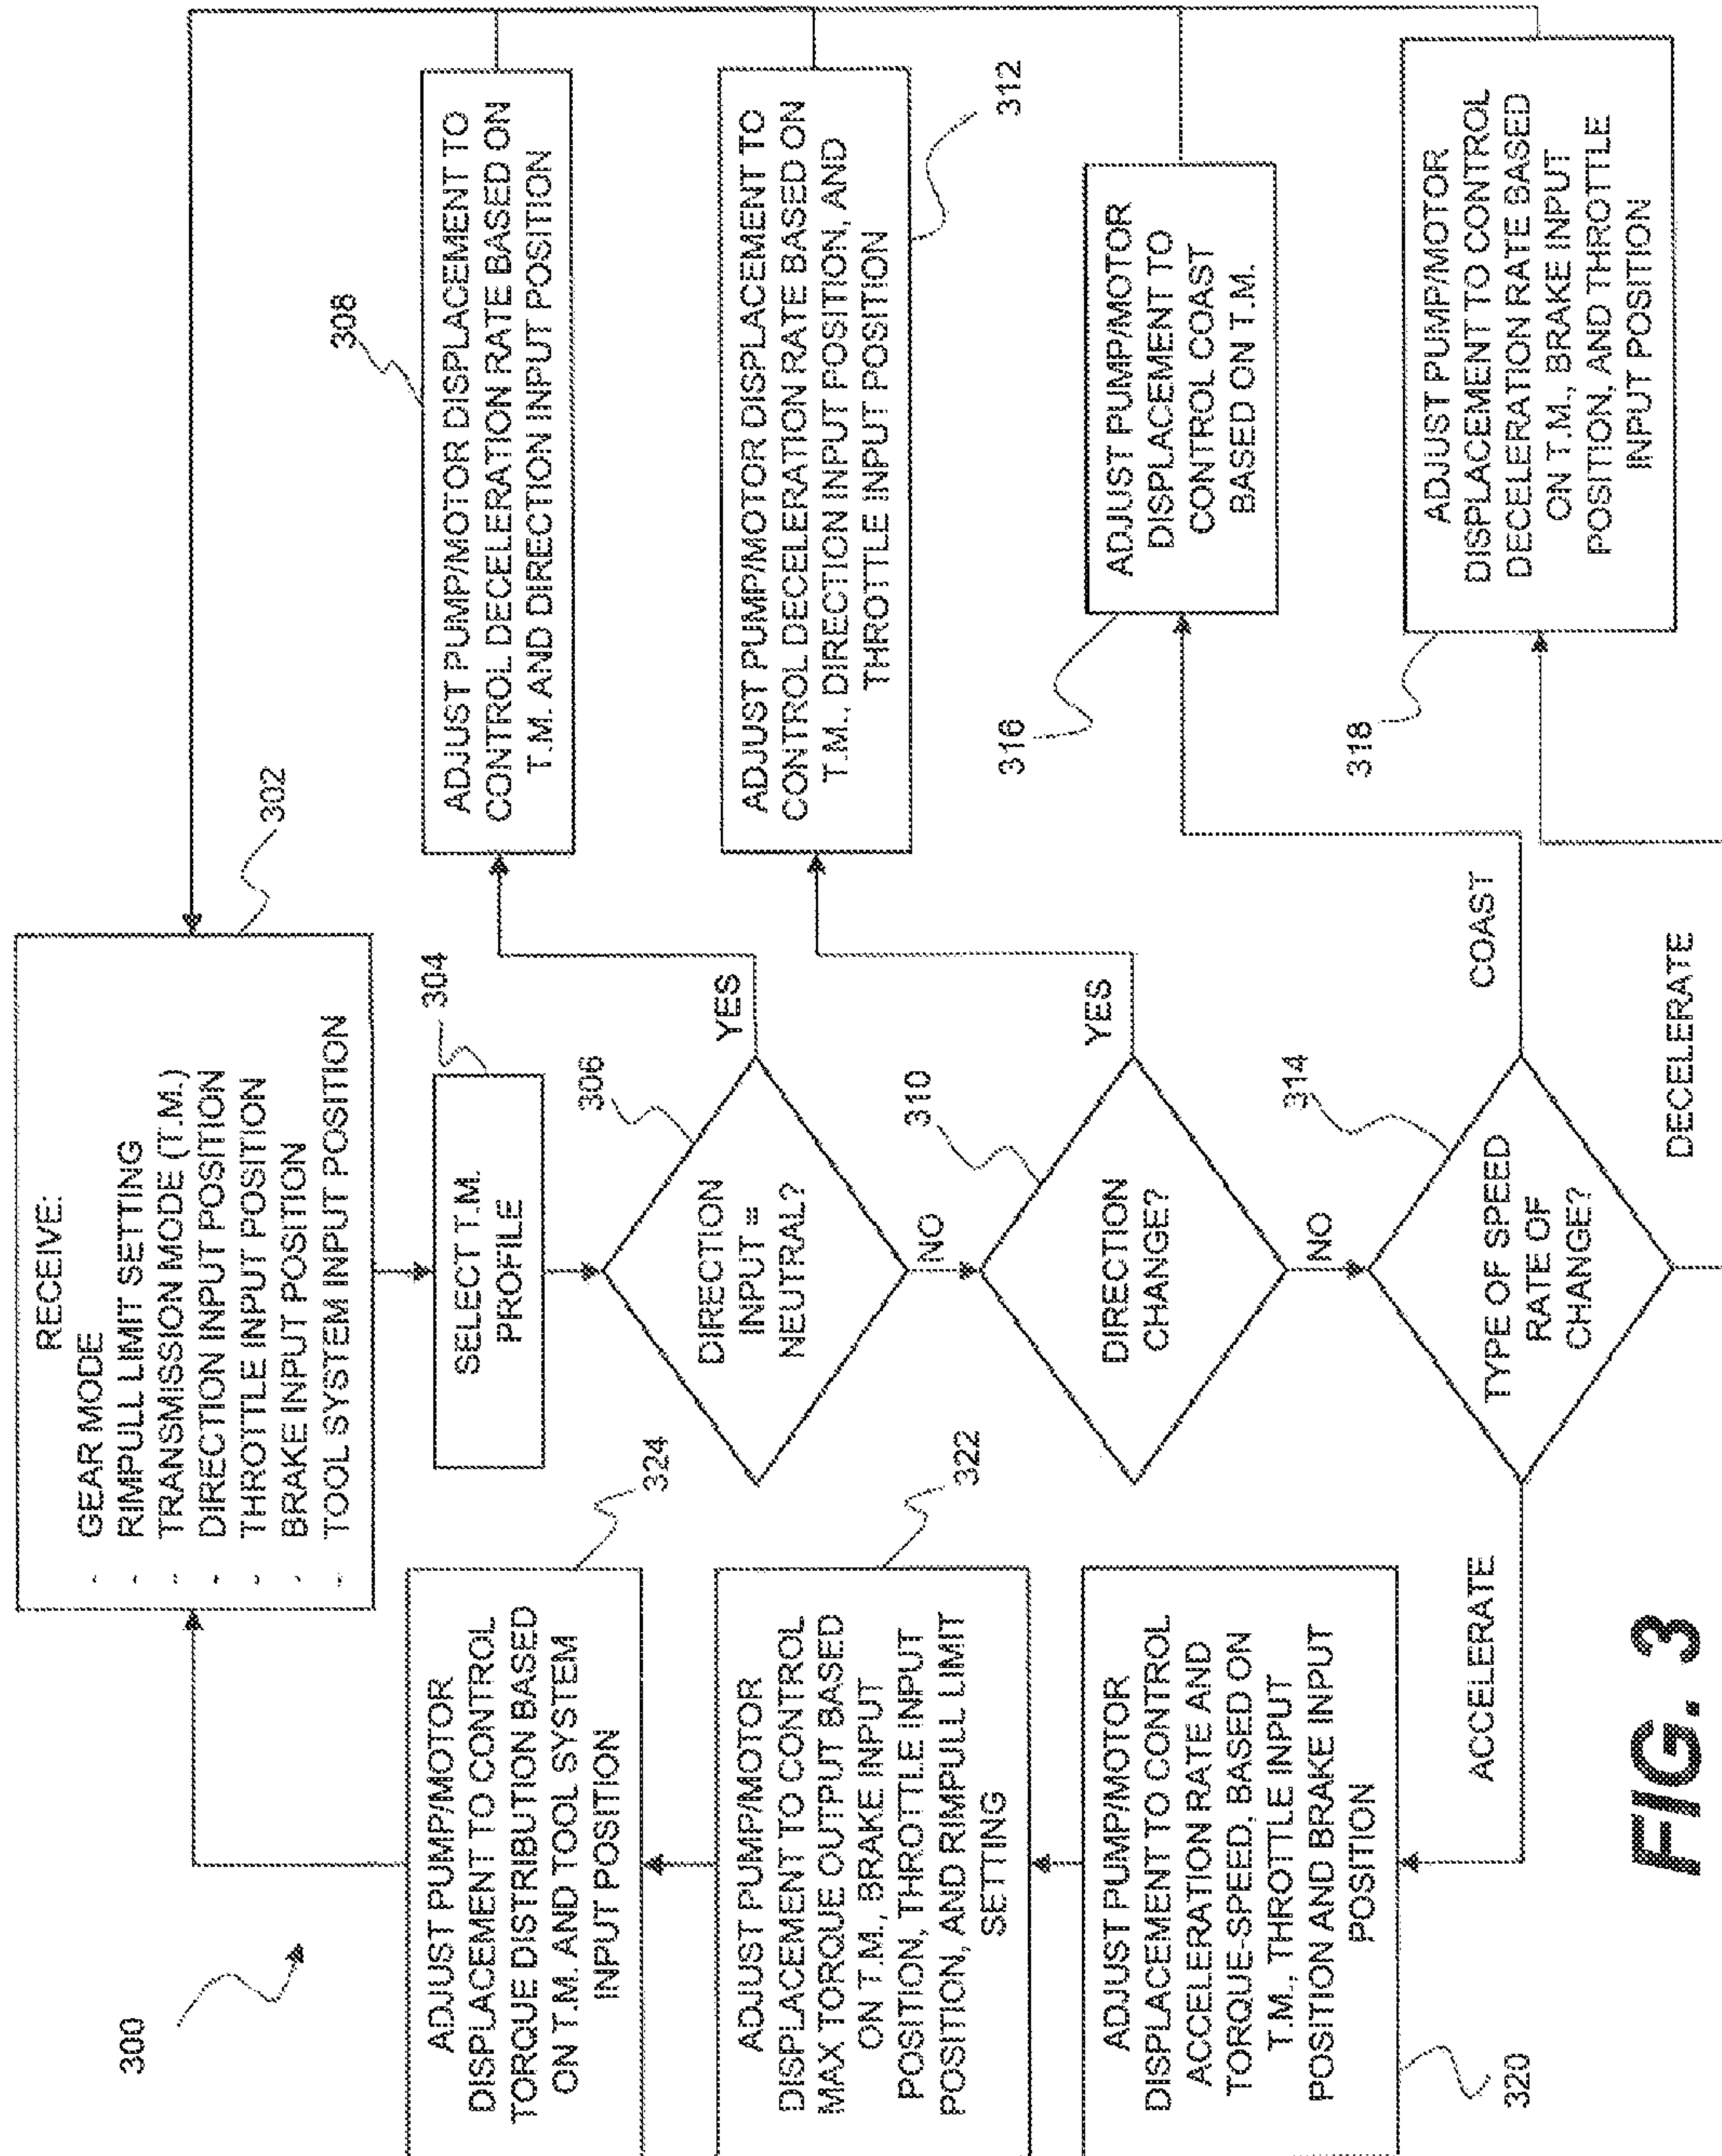 300
RECEIVE:
- GEAR MODE
- RIMPULL LIMIT SETTING
- TRANSMISSION MODE (T.M.)
- DIRECTION INPUT POSITION
- THROTTLE INPUT POSITION
- BRAKE INPUT POSITION
- TOOL SYSTEM INPUT POSITION
302
SELECT T.M.
PROFILE
304
DIRECTION
INPUT =
NEUTRAL?
306
YES
NO
ADJUST PUMP/MOTOR DISPLACEMENT TO
CONTROL DECELERATION RATE BASED ON
T.M. AND DIRECTION INPUT POSITION
308
DIRECTION
CHANGE?
310
YES
NO
ADJUST PUMP/MOTOR DISPLACEMENT TO
CONTROL DECELERATION RATE BASED ON
T.M., DIRECTION INPUT POSITION, AND
THROTTLE INPUT POSITION
312
TYPE OF SPEED
RATE OF
CHANGE?
314
COAST
ADJUST PUMP/MOTOR
DISPLACEMENT TO
CONTROL COAST
BASED ON T.M.
316
DECELERATE
ADJUST PUMP/MOTOR
DISPLACEMENT TO CONTROL
DECELERATION RATE BASED
ON T.M., BRAKE INPUT
POSITION, AND THROTTLE
INPUT POSITION
318
ACCELERATE
ADJUST PUMP/MOTOR
DISPLACEMENT TO CONTROL
ACCELERATION RATE AND
TORQUE-SPEED, BASED ON
T.M., THROTTLE INPUT
POSITION AND BRAKE INPUT
POSITION
320
ADJUST PUMP/MOTOR
DISPLACEMENT TO CONTROL
MAX TORQUE OUTPUT BASED
ON T.M., BRAKE INPUT
POSITION, THROTTLE INPUT
POSITION, AND RIMPULL LIMIT
SETTING
322
ADJUST PUMP/MOTOR
DISPLACEMENT TO CONTROL
TORQUE DISTRIBUTION BASED
ON T.M. AND TOOL SYSTEM
INPUT POSITION
324
FIG. 3